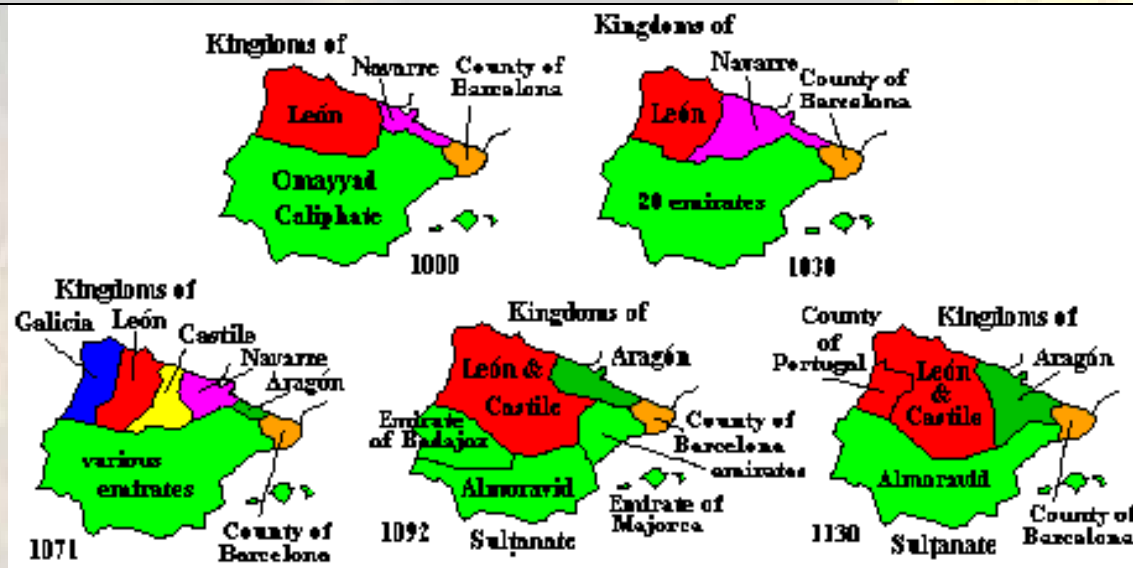 Kingdoms of
Navarre
County of
Barcelona
León
Omayyad
Caliphate
1000
Kingdoms of
Navarre
County of
Barcelona
León
20 emirates
1030
Kingdoms of
Galicia
León
Castile
Navarre
Aragón
various
emirates
County of
Barcelona
1071
Kingdoms of
Aragón
León &
Castile
Emirate
of Badajoz
County of
Barcelona
emirates
Almoravid
Sultanate
Emirate of
Majorca
1092
County
of
Portugal
Kingdoms of
Aragón
León
&
Castile
Almoravid
Sultanate
County of
Barcelona
1130